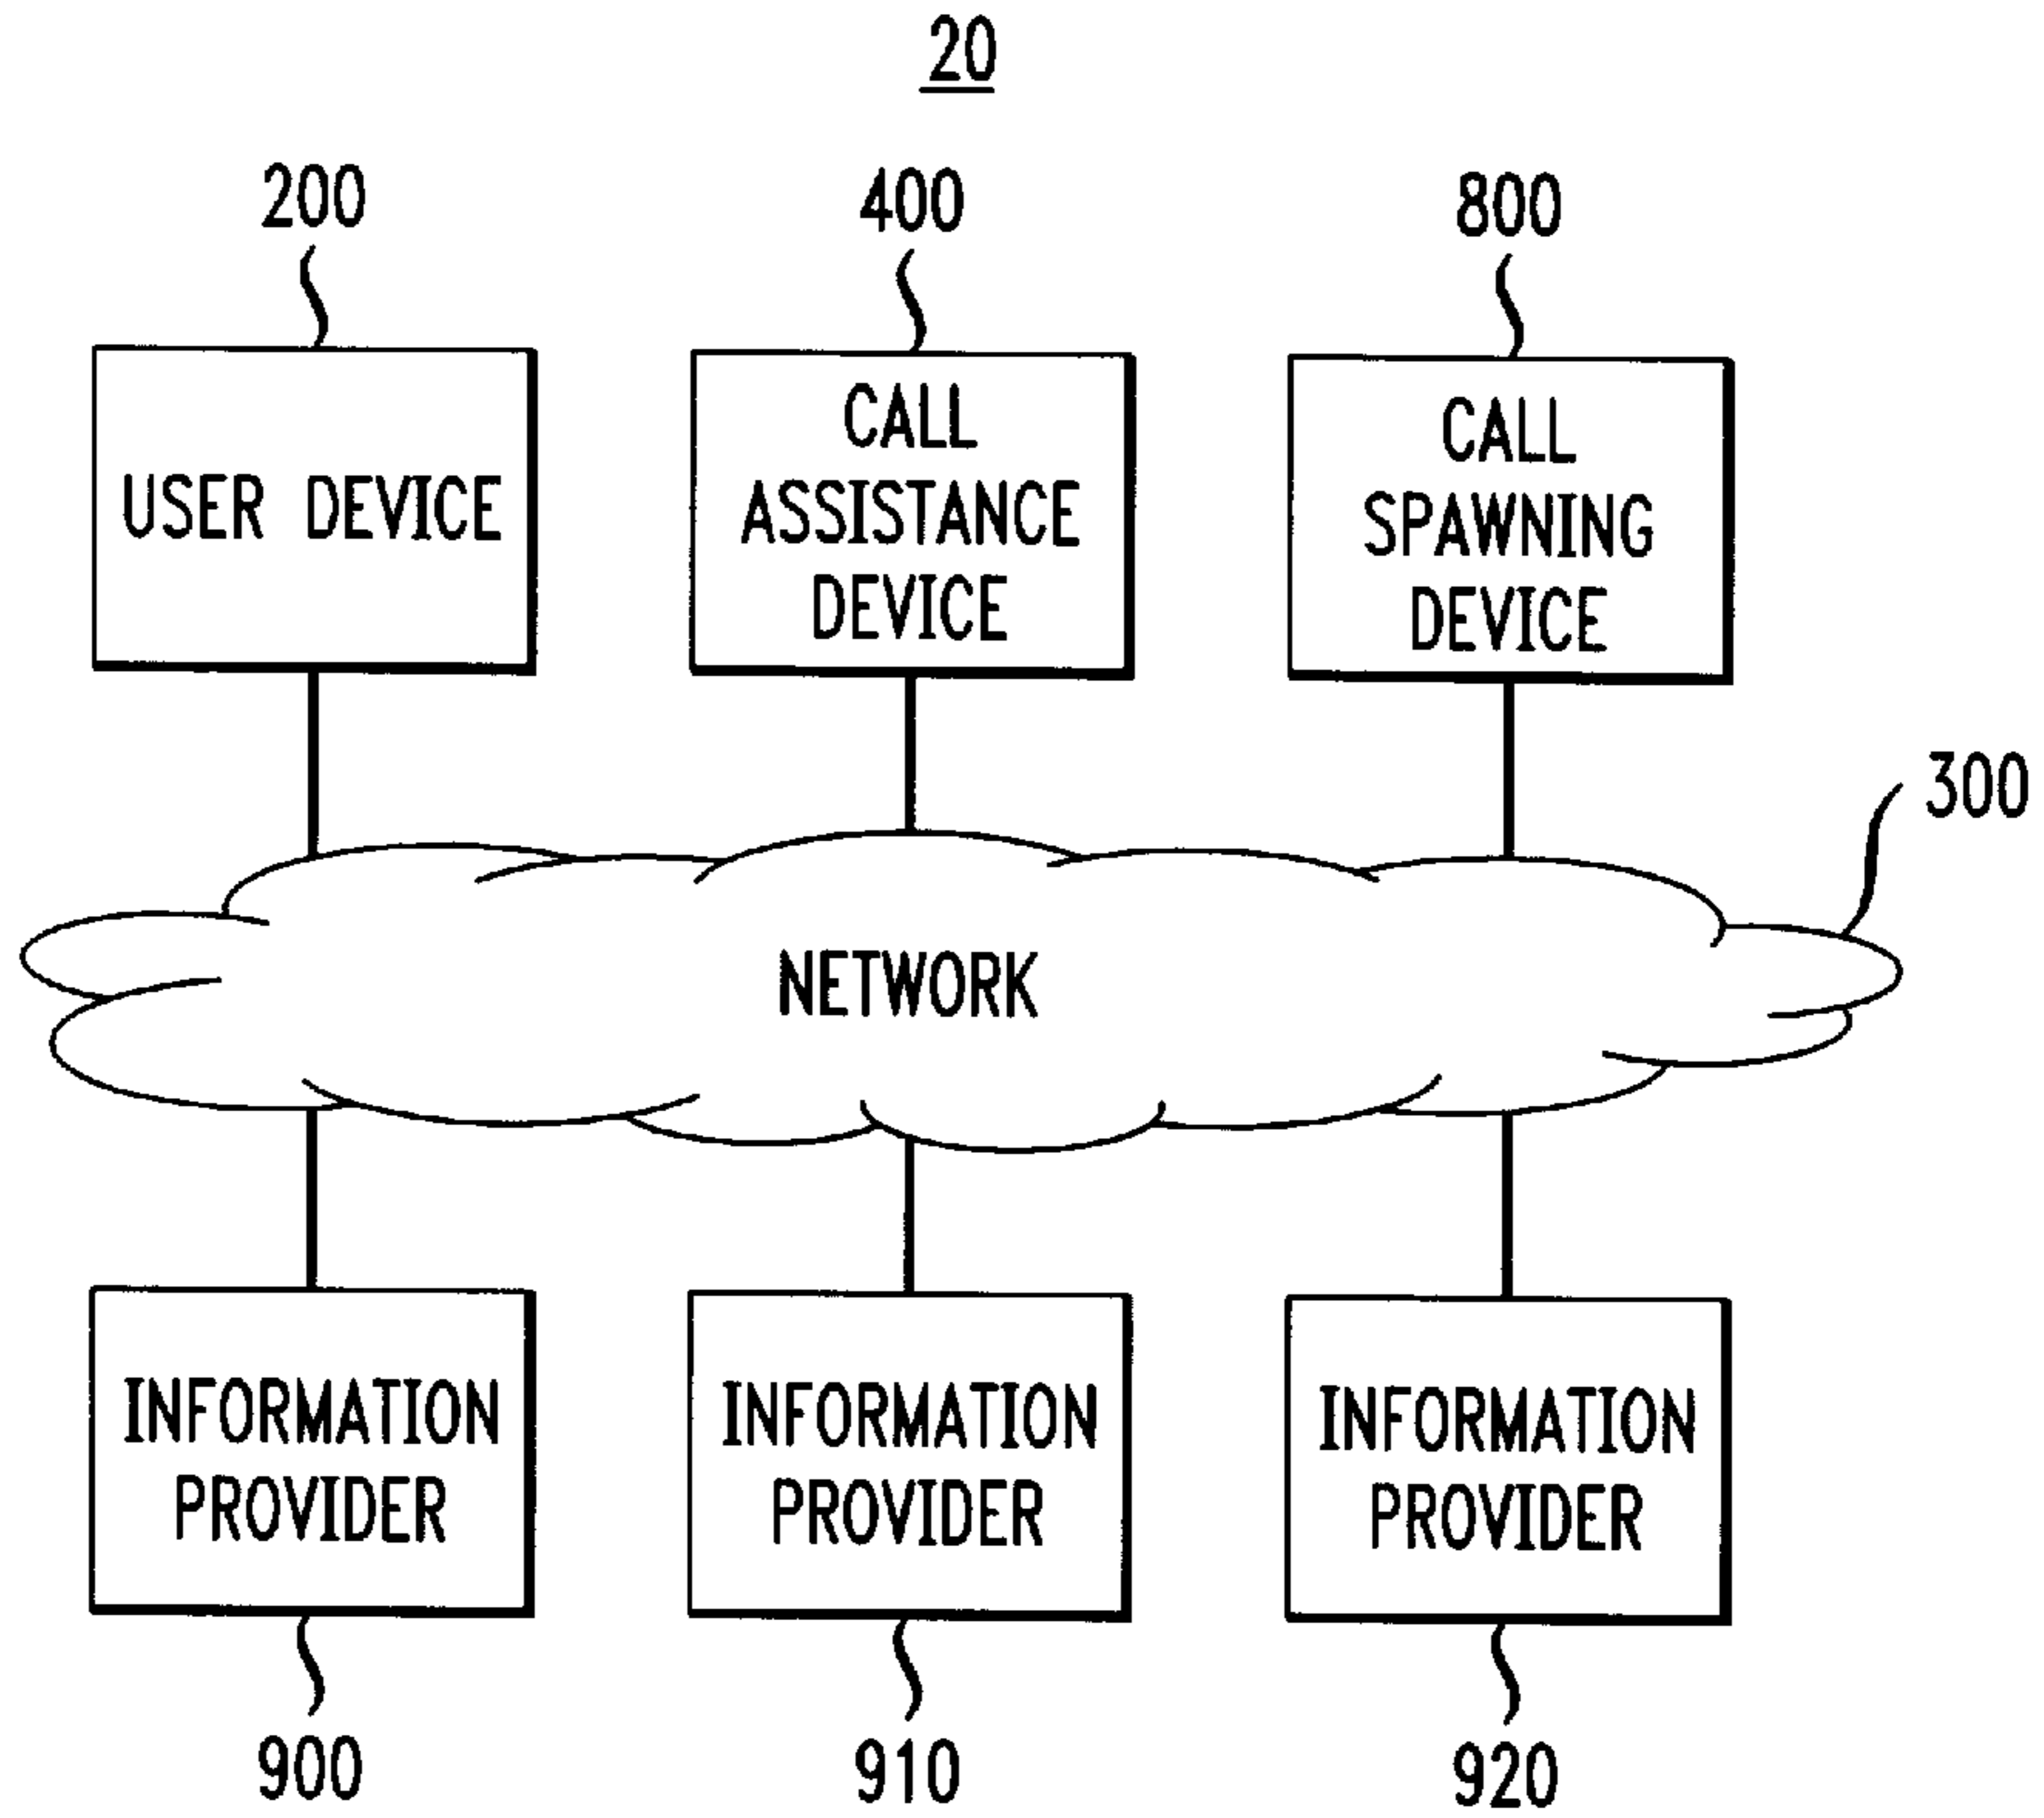 20
200
400
800
USER DEVICE
CALL
ASSISTANCE
DEVICE
CALL
SPAWNING
DEVICE
300
NETWORK
INFORMATION
PROVIDER
INFORMATION
PROVIDER
INFORMATION
PROVIDER
900
910
920